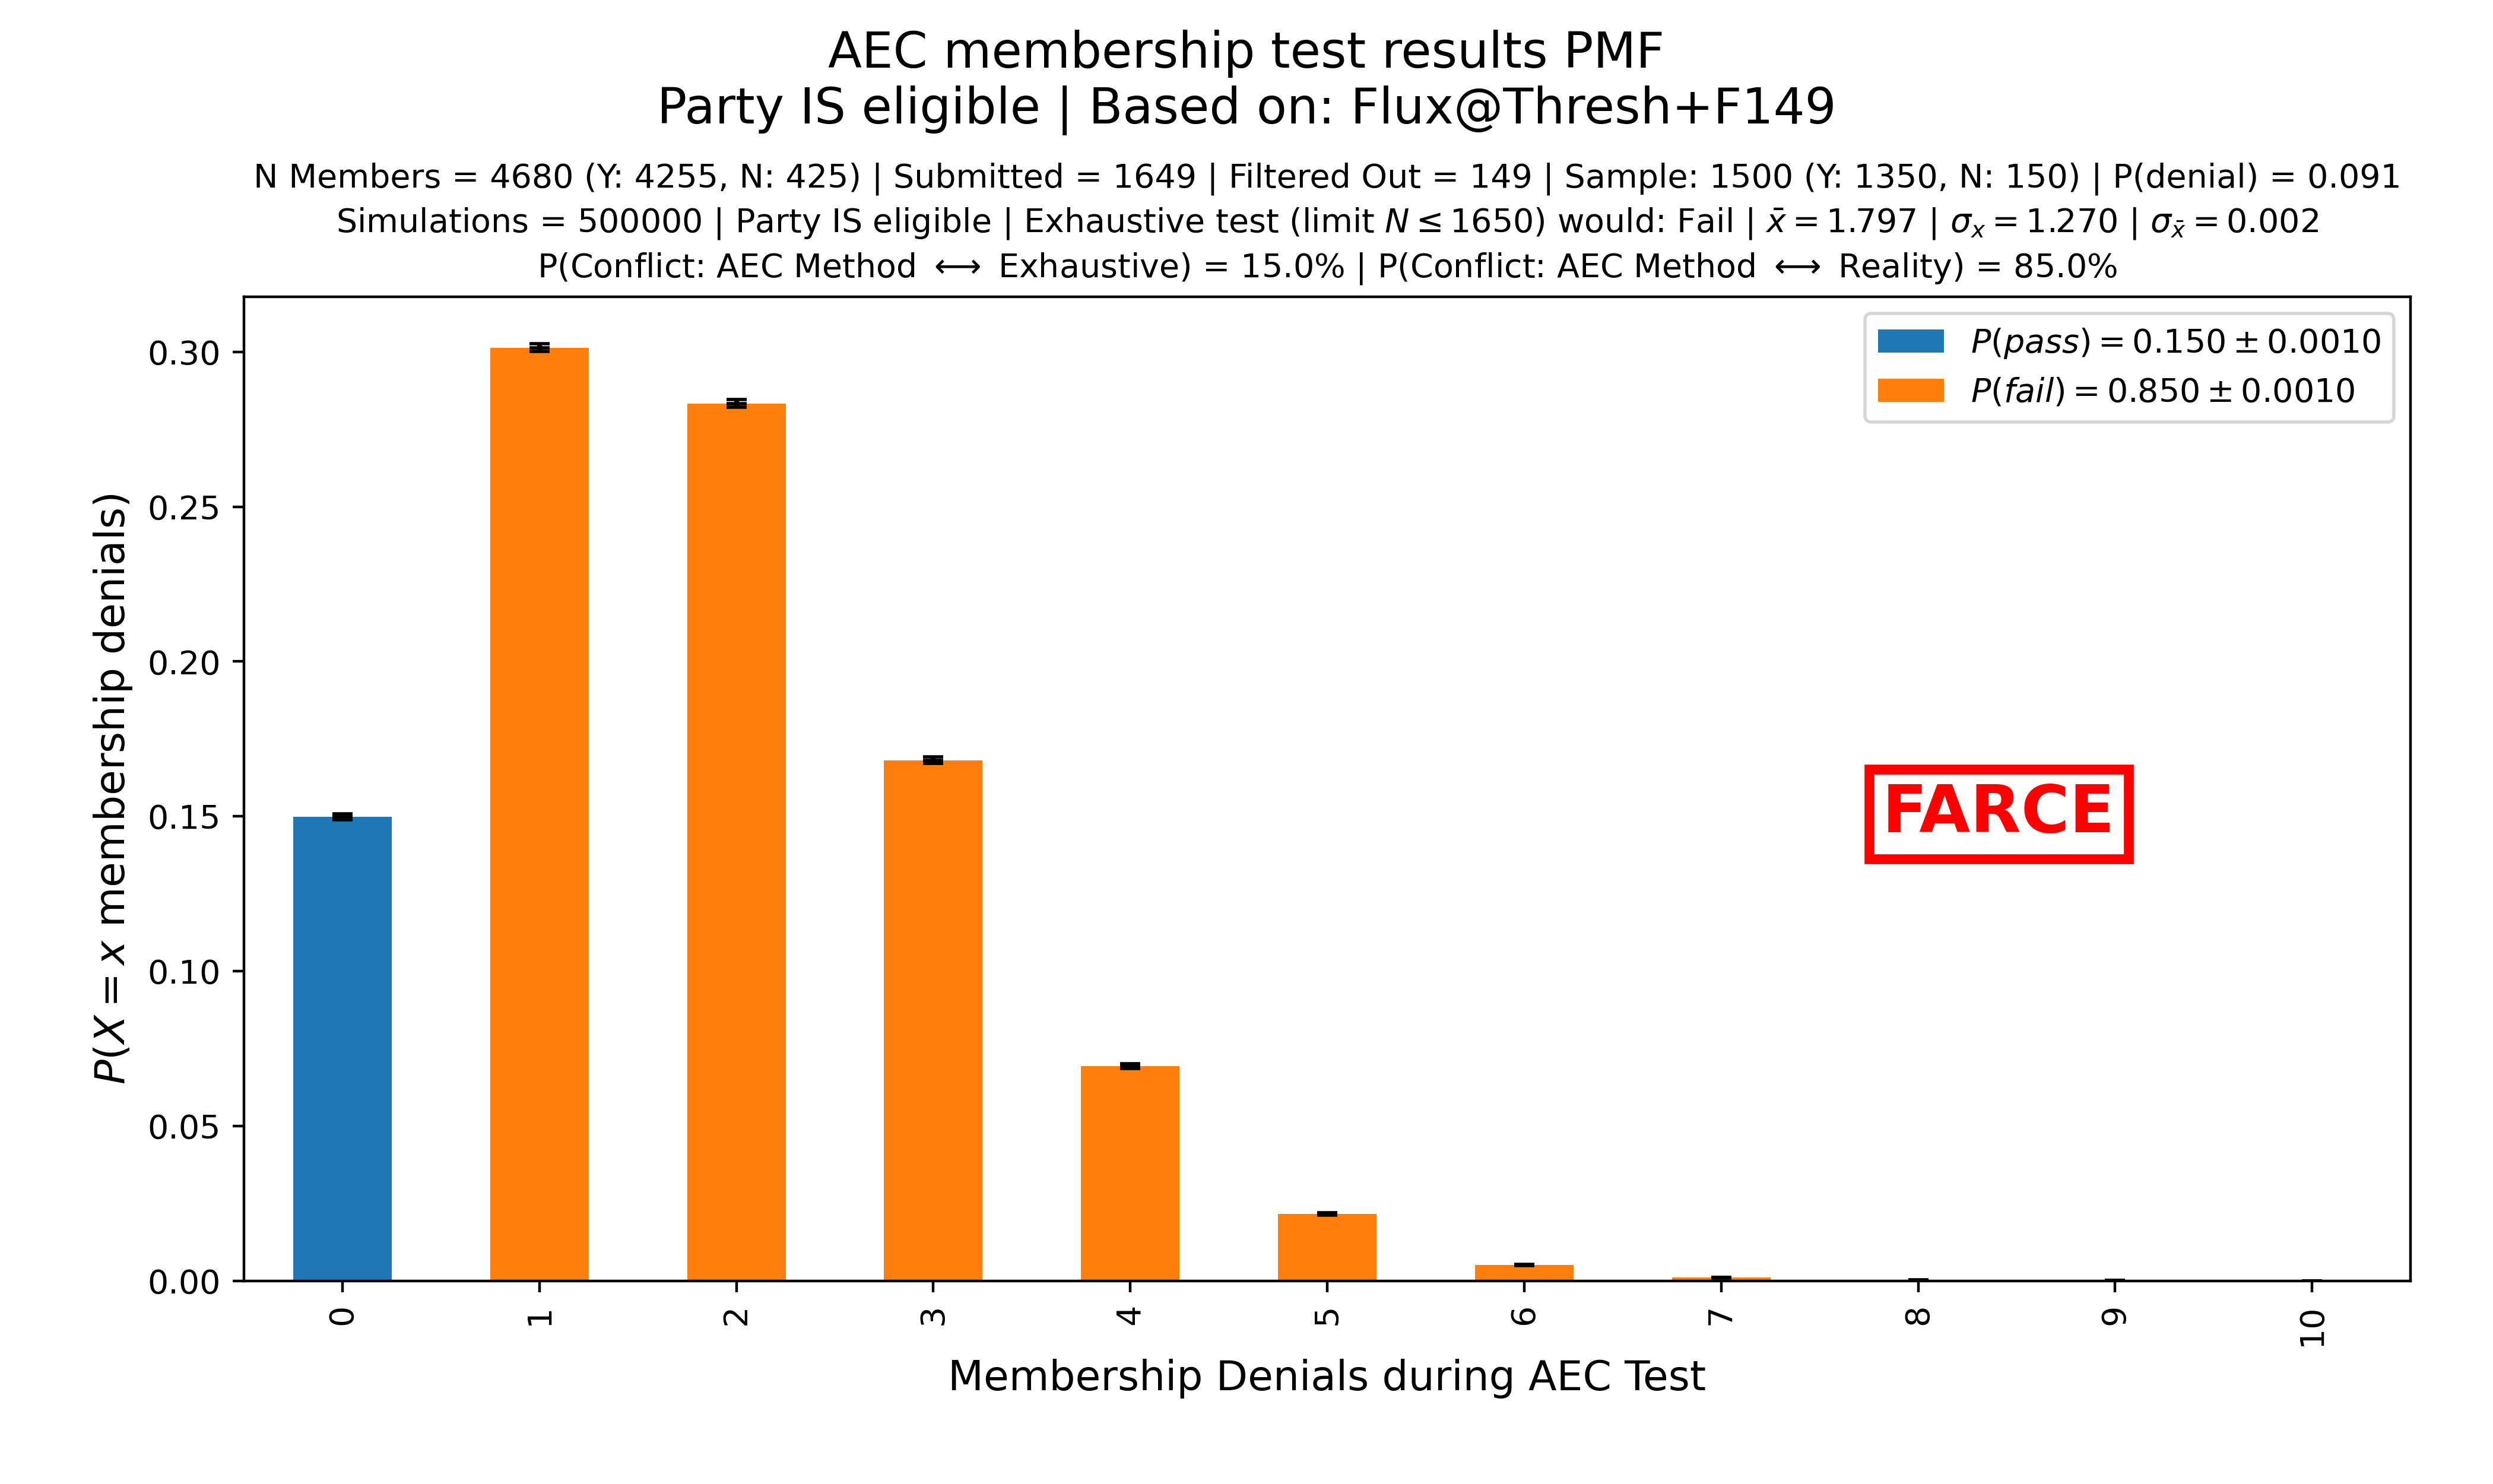 AEC membership test results PMF
Party IS eligible | Based on: Flux@Thresh+F149
N Members = 4680 (Y: 4255, N: 425) | Submitted = 1649 | Filtered Out = 149 | Sample: 1500 (Y: 1350, N: 150) | P(denial) = 0.091
Simulations = 500000 | Party IS eligible | Exhaustive test (limit N ≤ 1650) would: Fail | x̄ = 1.797 | σₓ = 1.270 | σ_x̄ = 0.002
P(Conflict: AEC Method ⟷ Exhaustive) = 15.0% | P(Conflict: AEC Method ⟷ Reality) = 85.0%
P(pass) = 0.150 ± 0.0010
P(fail) = 0.850 ± 0.0010
P(X = x membership denials)
0.30
0.25
0.20
0.15
0.10
0.05
0.00
FARCE
0 1 2 3 4 5 6 7 8 9 10
Membership Denials during AEC Test